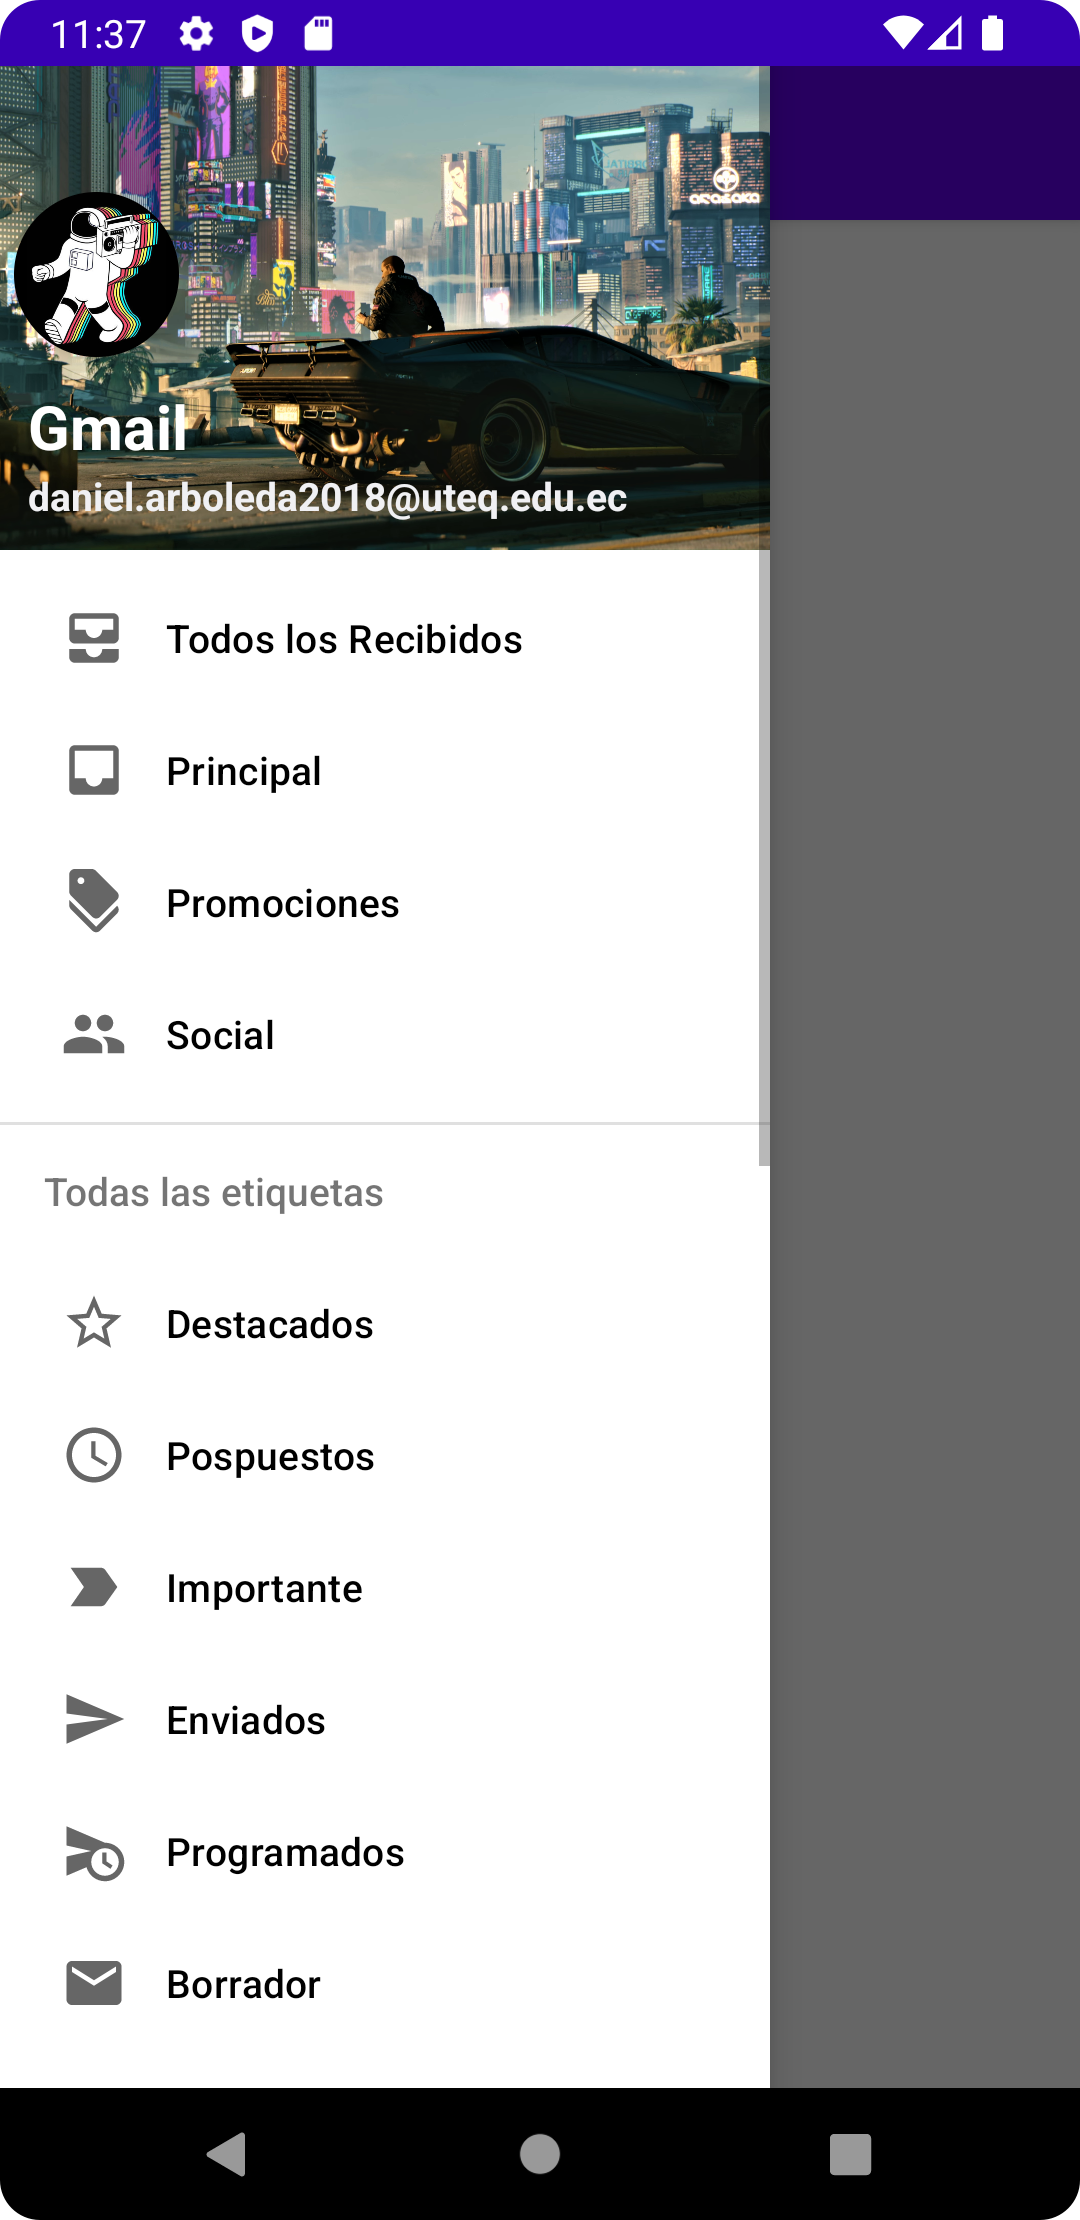 11:37
arasaka
Gmail
daniel.arboleda2018@uteq.edu.ec
Todos los Recibidos
Principal
Promociones
Social
Todas las etiquetas
Destacados
Pospuestos
Importante
Enviados
Programados
Borrador